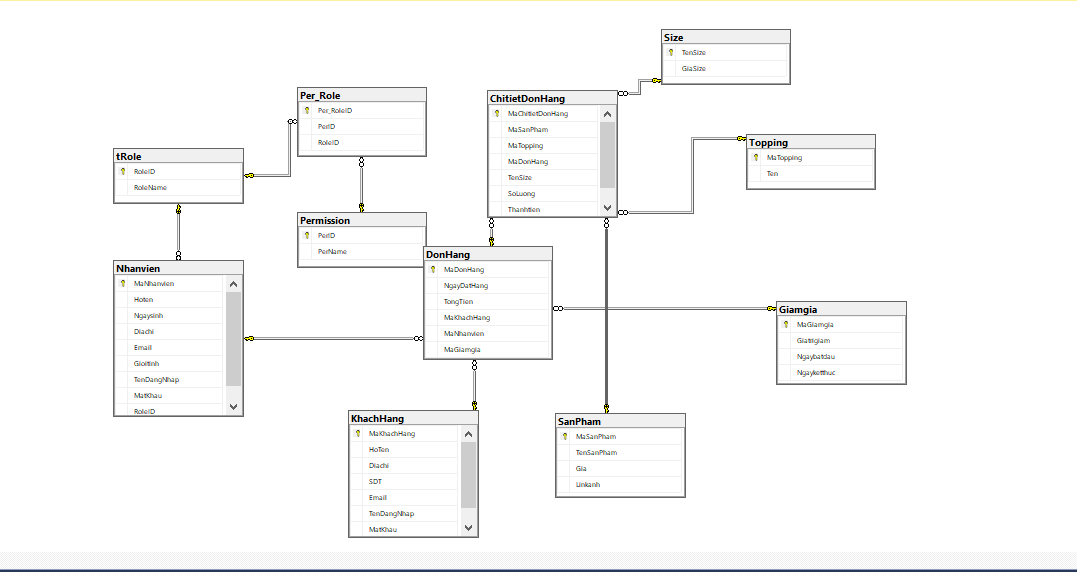 Size
TenSize
GiaSize
Per_Role
Per_RoleID
PerID
RoleID
ChitietDonHang
MaChitietDonHang
MaSanPham
MaTopping
MaDonHang
TenSize
SoLuong
Thanhtien
Topping
MaTopping
Ten
tRole
RoleID
RoleName
Permission
PerID
PerName
DonHang
MaDonHang
NgayDatHang
TongTien
MaKhachHang
MaNhanvien
MaGiamgia
Nhanvien
MaNhanvien
Hoten
Ngaysinh
Diachi
Email
Gioitinh
TenDangNhap
MatKhau
RoleID
Giamgia
MaGiamgia
Giatrigiam
Ngaybatdau
Ngayketthuc
KhachHang
MaKhachHang
HoTen
Diachi
SDT
Email
TenDangNhap
MatKhau
SanPham
MaSanPham
TenSanPham
Gia
Linkanh